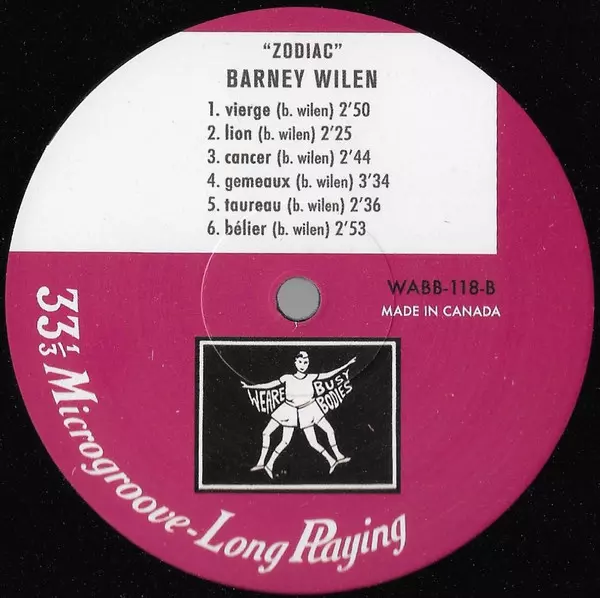 "ZODIAC"
BARNEY WILEN
1. vierge (b. wilen) 2'50
2. lion (b. wilen) 2'25
3. cancer (b. wilen) 2'44
4. gemeaux (b. wilen) 3'34
5. taureau (b. wilen) 2'36
6. bélier (b. wilen) 2'53
WABB-118-B
MADE IN CANADA
WE ARE BUSY
BODIES
33 1/3 Microgroove-Long Playing